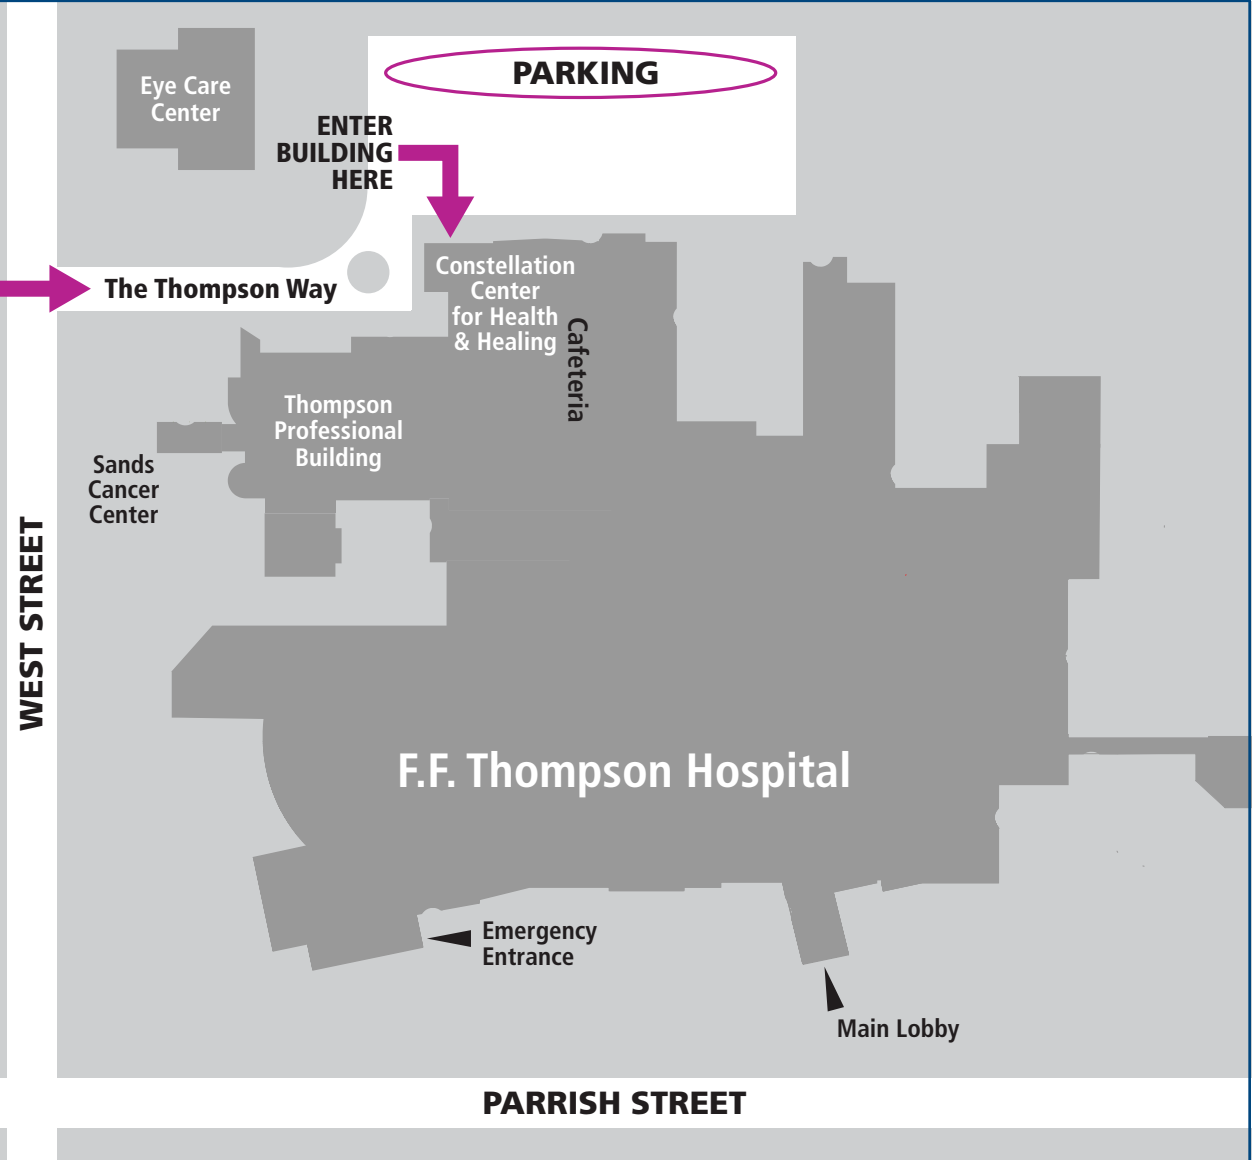 PARKING
Eye Care
Center
ENTER
BUILDING
HERE
The Thompson Way
Constellation
Center
for Health
& Healing
Cafeteria
Thompson
Professional
Building
Sands
Cancer
Center
WEST STREET
F.F. Thompson Hospital
Emergency
Entrance
Main Lobby
PARRISH STREET